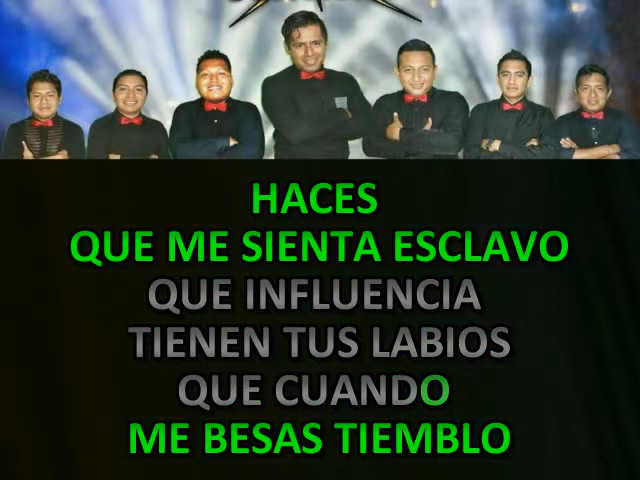 HACES
QUE ME SIENTA ESCLAVO
QUE INFLUENCIA
TIENEN TUS LABIOS
QUE CUANDO
ME BESAS TIEMBLO